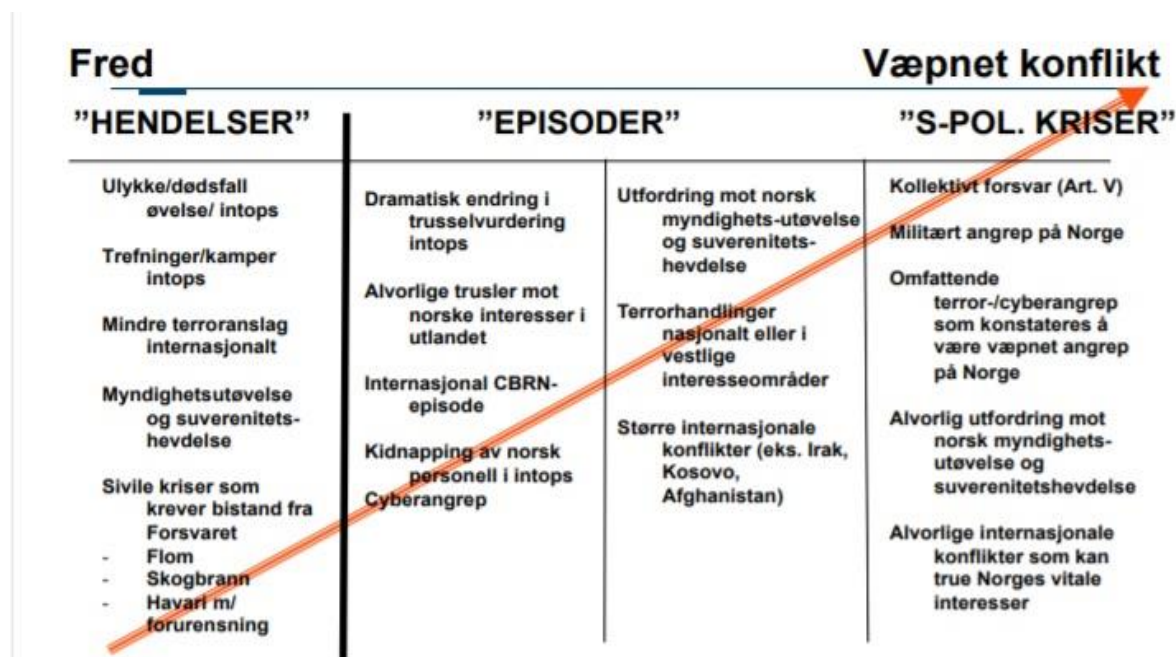 Fred
Væpnet konflikt
”HENDELSER”
”EPISODER”
”S-POL. KRISER”
Ulykke/dødsfall
øvelse/ intops
Trefninger/kamper
intops
Mindre terroranslag
internasjonalt
Myndighetsutøvelse
og suverenitets-
hevdelse
Sivile kriser som
krever bistand fra
Forsvaret
- Flom
- Skogbrann
- Havari m/
forurensning
Dramatisk endring i
trusselvurdering
intops
Alvorlige trusler mot
norske interesser i
utlandet
Internasjonal CBRN-
episode
Kidnapping av norsk
personell i intops
Cyberangrep
Utfordring mot norsk
myndighets-utøvelse
og suverenitets-
hevdelse
Terrorhandlinger
nasjonalt eller i
vestlige
interesseområder
Større internasjonale
konflikter (eks. Irak,
Kosovo,
Afghanistan)
Kollektivt forsvar (Art. V)
Militært angrep på Norge
Omfattende
terror-/cyberangrep
som konstateres å
være væpnet angrep
på Norge
Alvorlig utfordring mot
norsk myndighets-
utøvelse og
suverenitetshevdelse
Alvorlige internasjonale
konflikter som kan
true Norges vitale
interesser